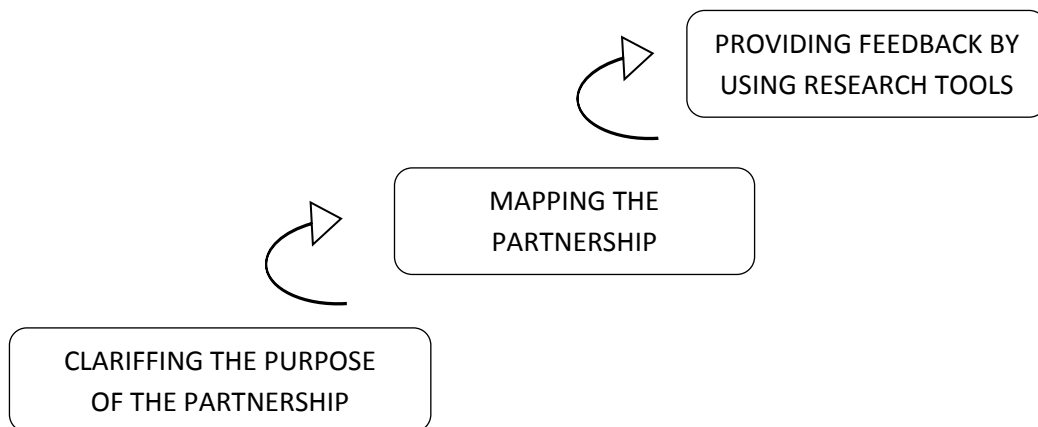 PROVIDING FEEDBACK BY
USING RESEARCH TOOLS
MAPPING THE
PARTNERSHIP
CLARIFFING THE PURPOSE
OF THE PARTNERSHIP